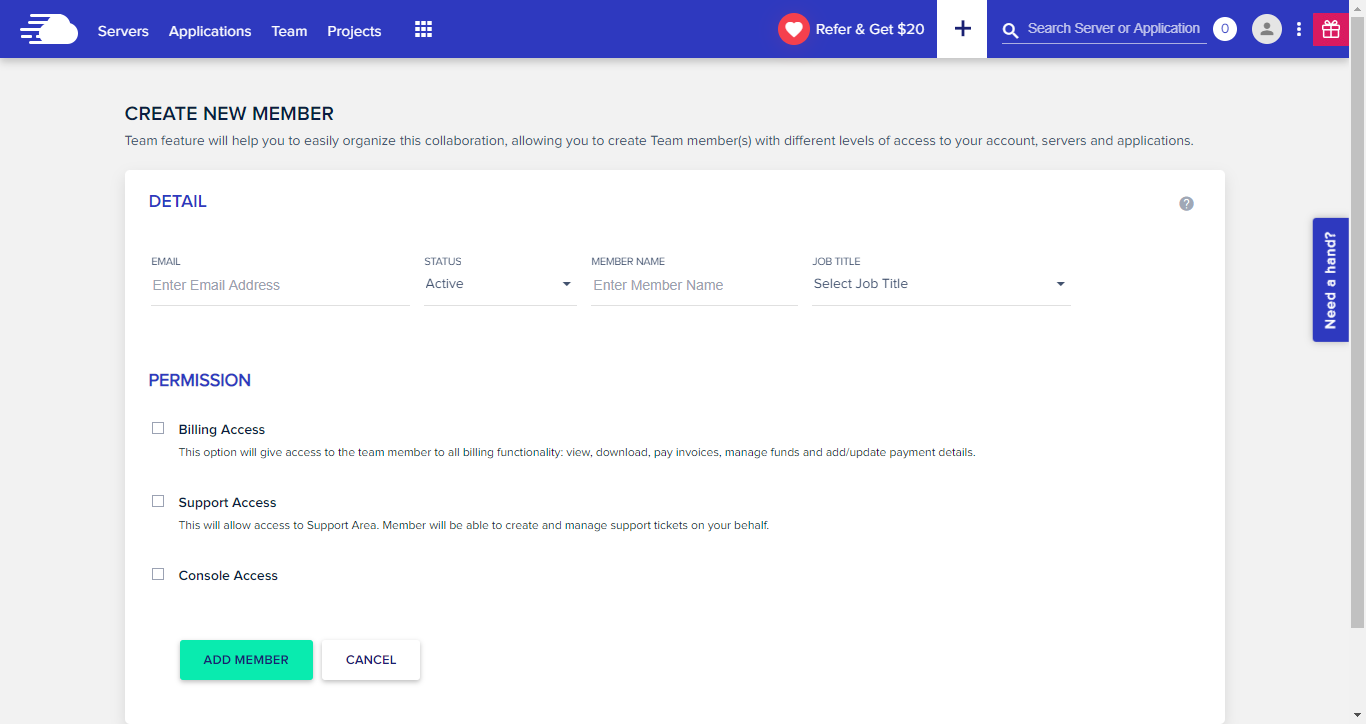 Servers Applications Team Projects Refer & Get $20 + Search Server or Application 0
CREATE NEW MEMBER
Team feature will help you to easily organize this collaboration, allowing you to create Team member(s) with different levels of access to your account, servers and applications.
DETAIL ?
EMAIL STATUS MEMBER NAME JOB TITLE
Enter Email Address Active Enter Member Name Select Job Title
Need a hand?
PERMISSION
Billing Access
This option will give access to the team member to all billing functionality: view, download, pay invoices, manage funds and add/update payment details.
Support Access
This will allow access to Support Area. Member will be able to create and manage support tickets on your behalf.
Console Access
ADD MEMBER CANCEL